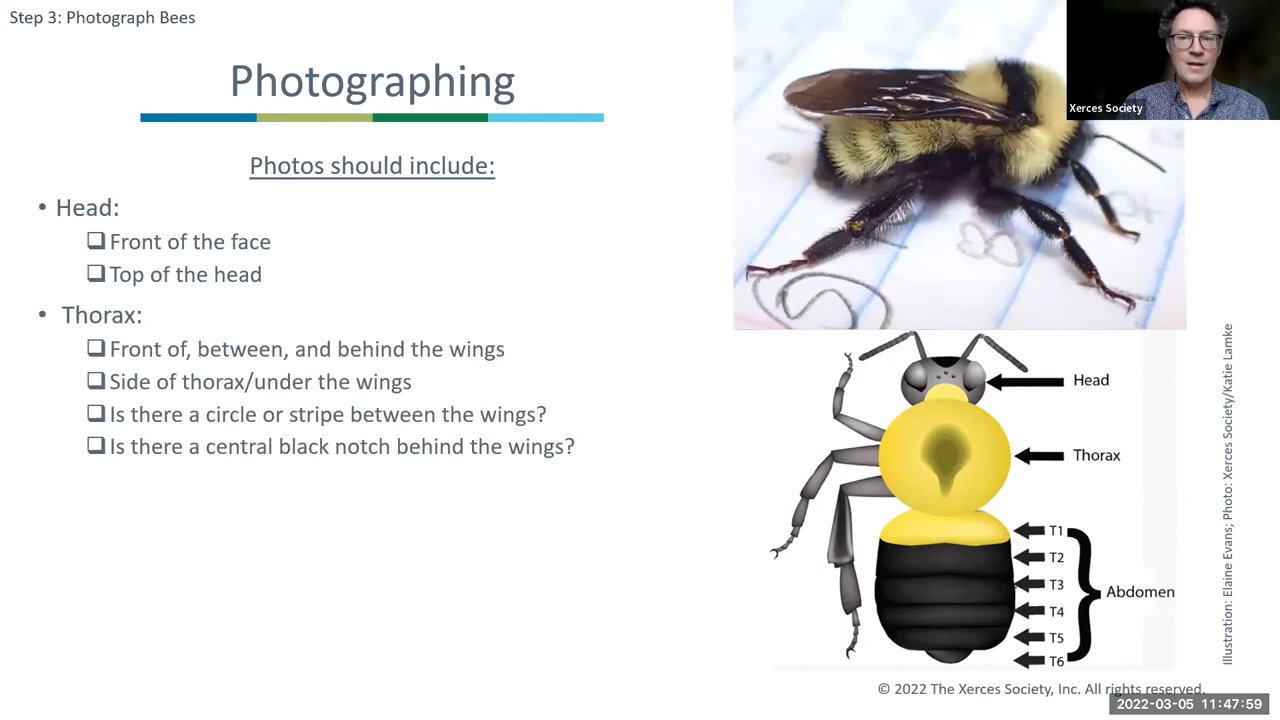 Step 3: Photograph Bees
Photographing
Photos should include:
• Head:
❑ Front of the face
❑ Top of the head
• Thorax:
❑ Front of, between, and behind the wings
❑ Side of thorax/under the wings
❑ Is there a circle or stripe between the wings?
❑ Is there a central black notch behind the wings?
Xerces Society
Head
Thorax
T1
T2
T3
T4
T5
T6
Abdomen
Illustration: Elaine Evans; Photo: Xerces Society/Katie Lamke
© 2022 The Xerces Society, Inc. All rights reserved.
2022-03-05 11:47:59